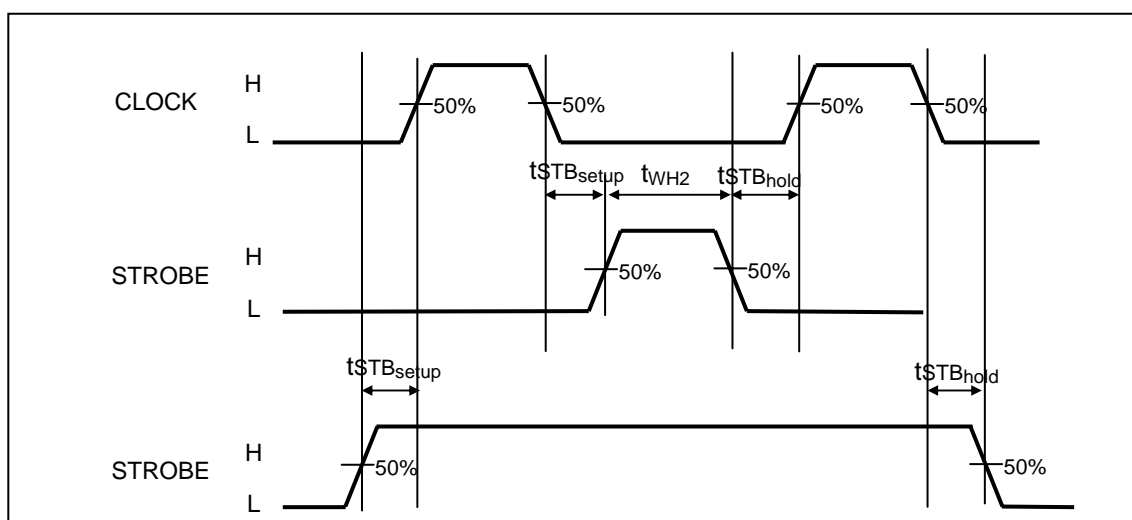 H
CLOCK
50%
50%
50%
50%
L
tSTBsetup
tWH2
tSTBhold
H
STROBE
50%
50%
L
tSTBsetup
tSTBhold
H
STROBE
50%
50%
L